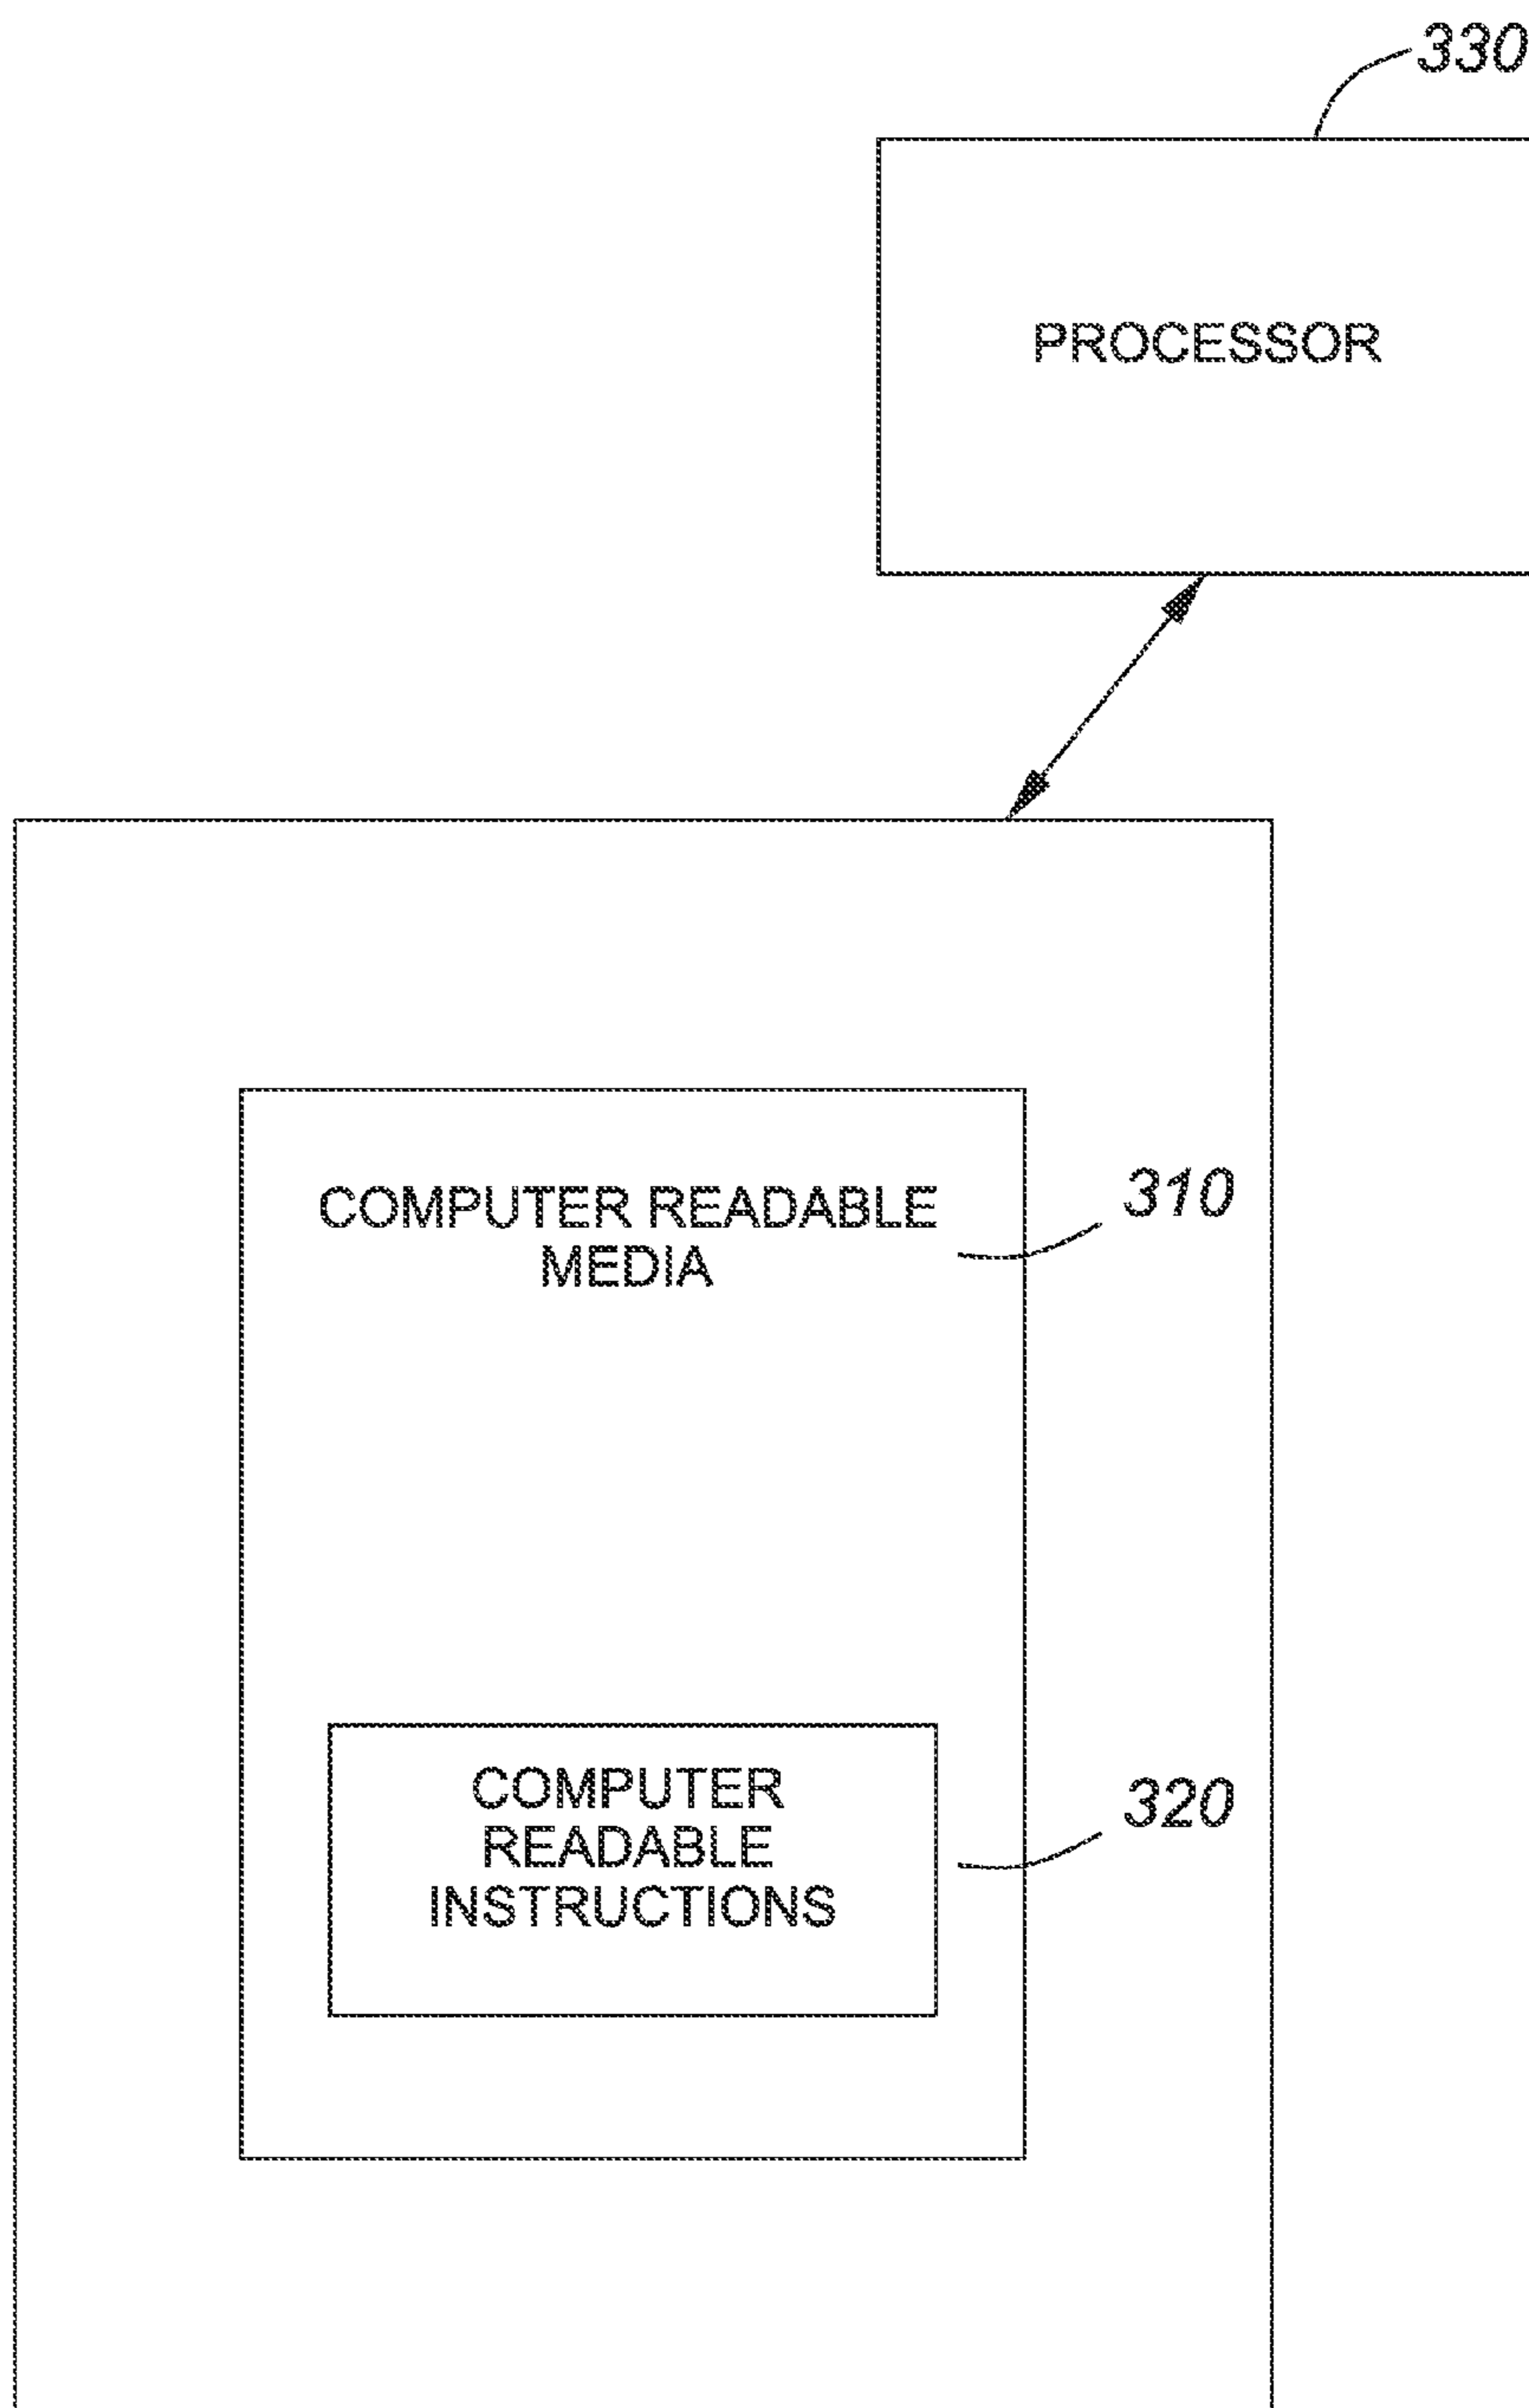 330
PROCESSOR
COMPUTER READABLE
MEDIA
310
COMPUTER
READABLE
INSTRUCTIONS
320